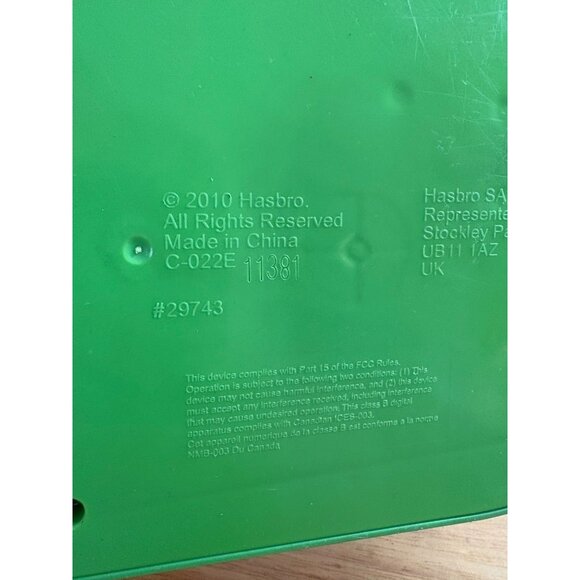 © 2010 Hasbro.
All Rights Reserved
Made in China
C-022E 11381
#29743
Hasbro SA
Represente
Stockley Pa
UB11 1AZ
UK
This device complies with Part 15 of the FCC Rules.
Operation is subject to the following two conditions: (1) This
device may not cause harmful interference, and (2) this device
must accept any interference received, including interference
that may cause undesired operation. This class B digital
apparatus complies with Canadian ICES-003.
Cet appareil numerique de la classe B est conforme a la norme
NMB-003 Du Canada